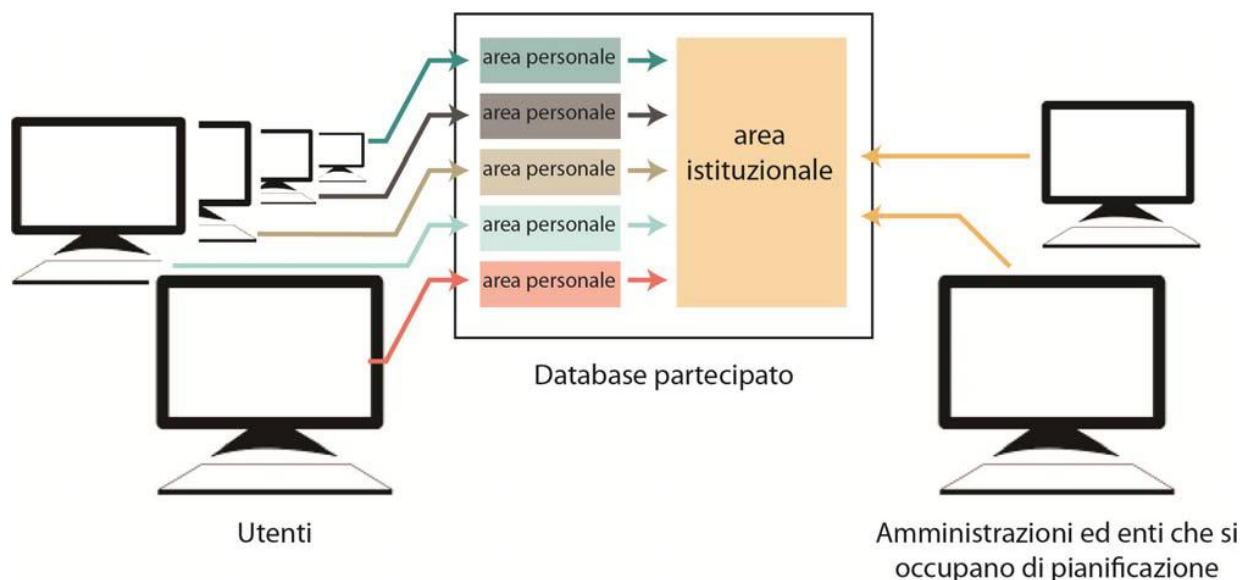 area personale
area personale
area personale
area personale
area personale
area
istituzionale
Database partecipato
Utenti
Amministrazioni ed enti che si
occupano di pianificazione